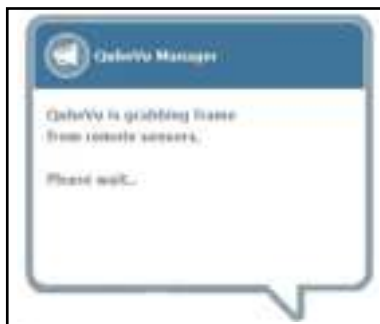 QubeVu Manager
QubeVu is grabbing frame
from remote sensors.
Please wait...